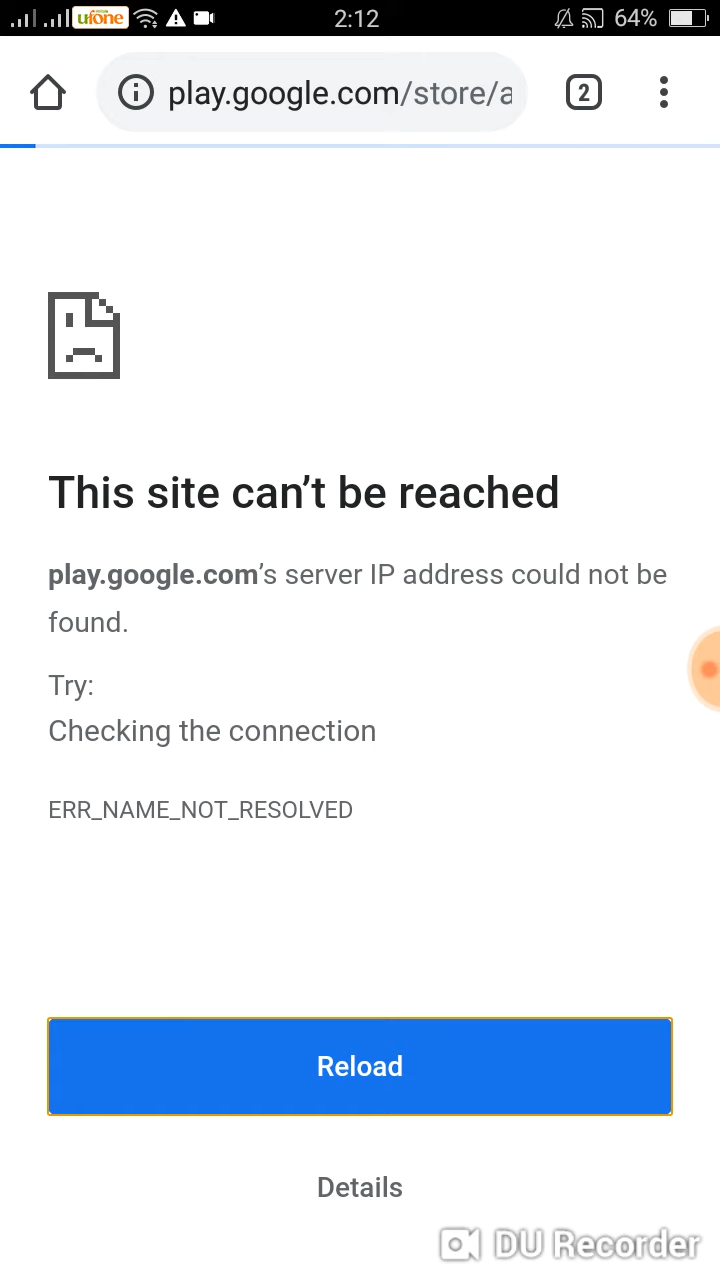 ufone 2:12 64%
play.google.com/store/a 2
This site can’t be reached
play.google.com’s server IP address could not be
found.
Try:
Checking the connection
ERR_NAME_NOT_RESOLVED
Reload
Details
DU Recorder